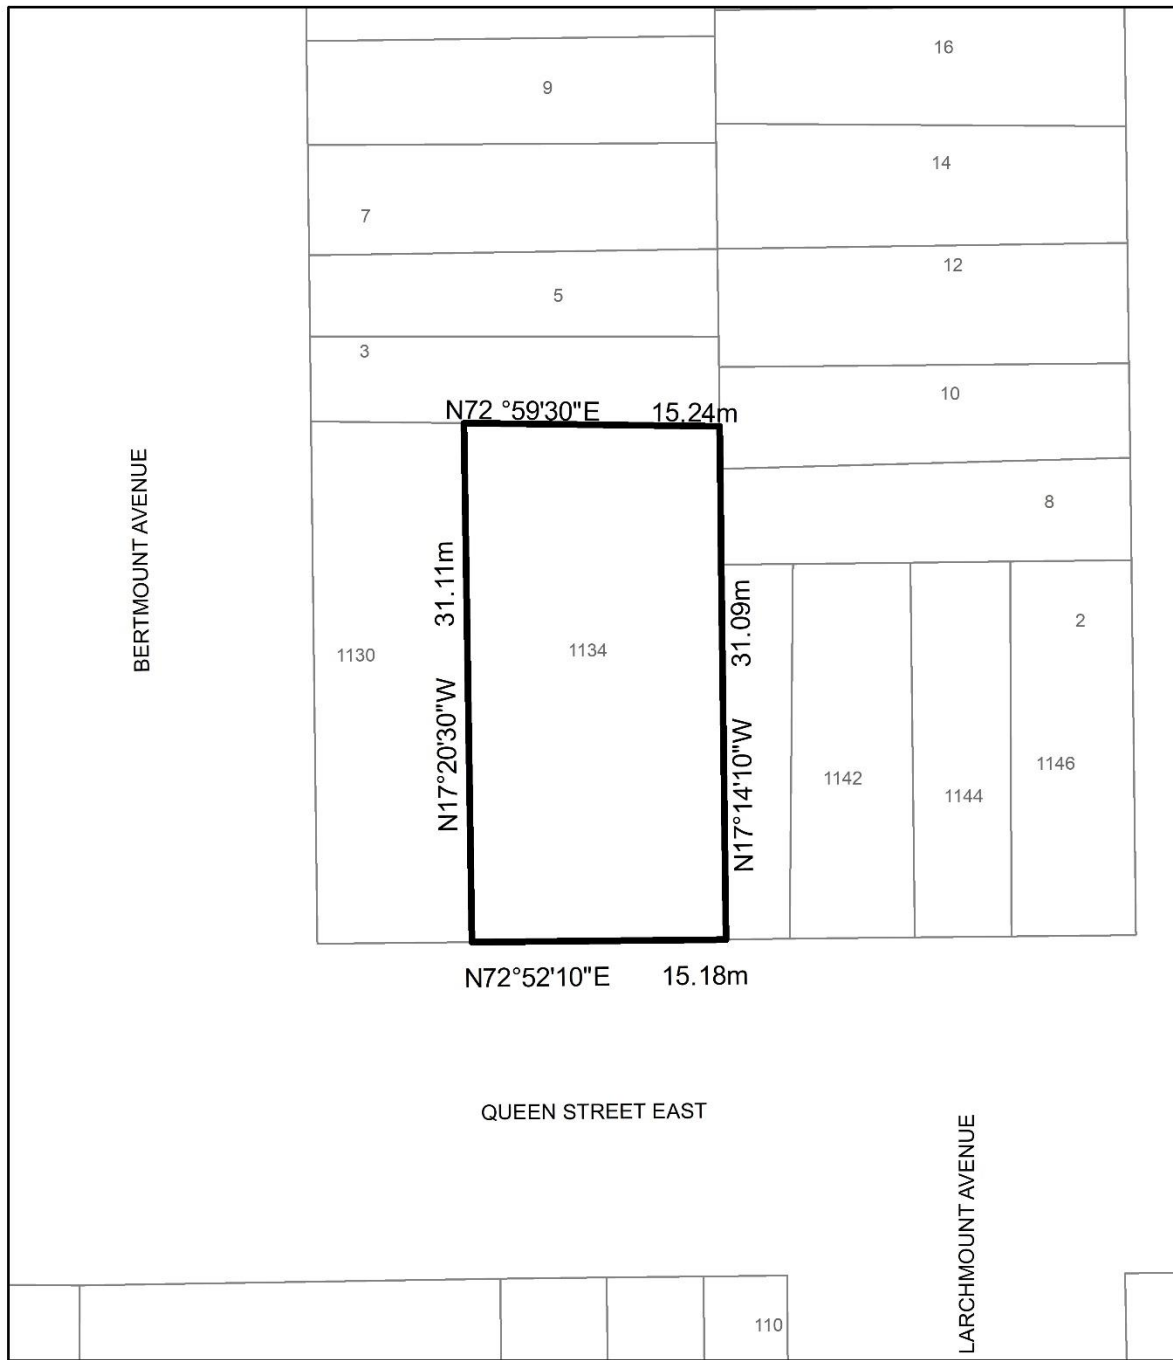 16
9
14
7
12
5
3
10
N72 °59'30"E 15.24m
8
BERTMOUNT AVENUE
31.11m
31.09m
2
1130
1134
N17°20'30"W
N17°14'10"W
1142
1144
1146
N72°52'10"E 15.18m
QUEEN STREET EAST
LARCHMOUNT AVENUE
110